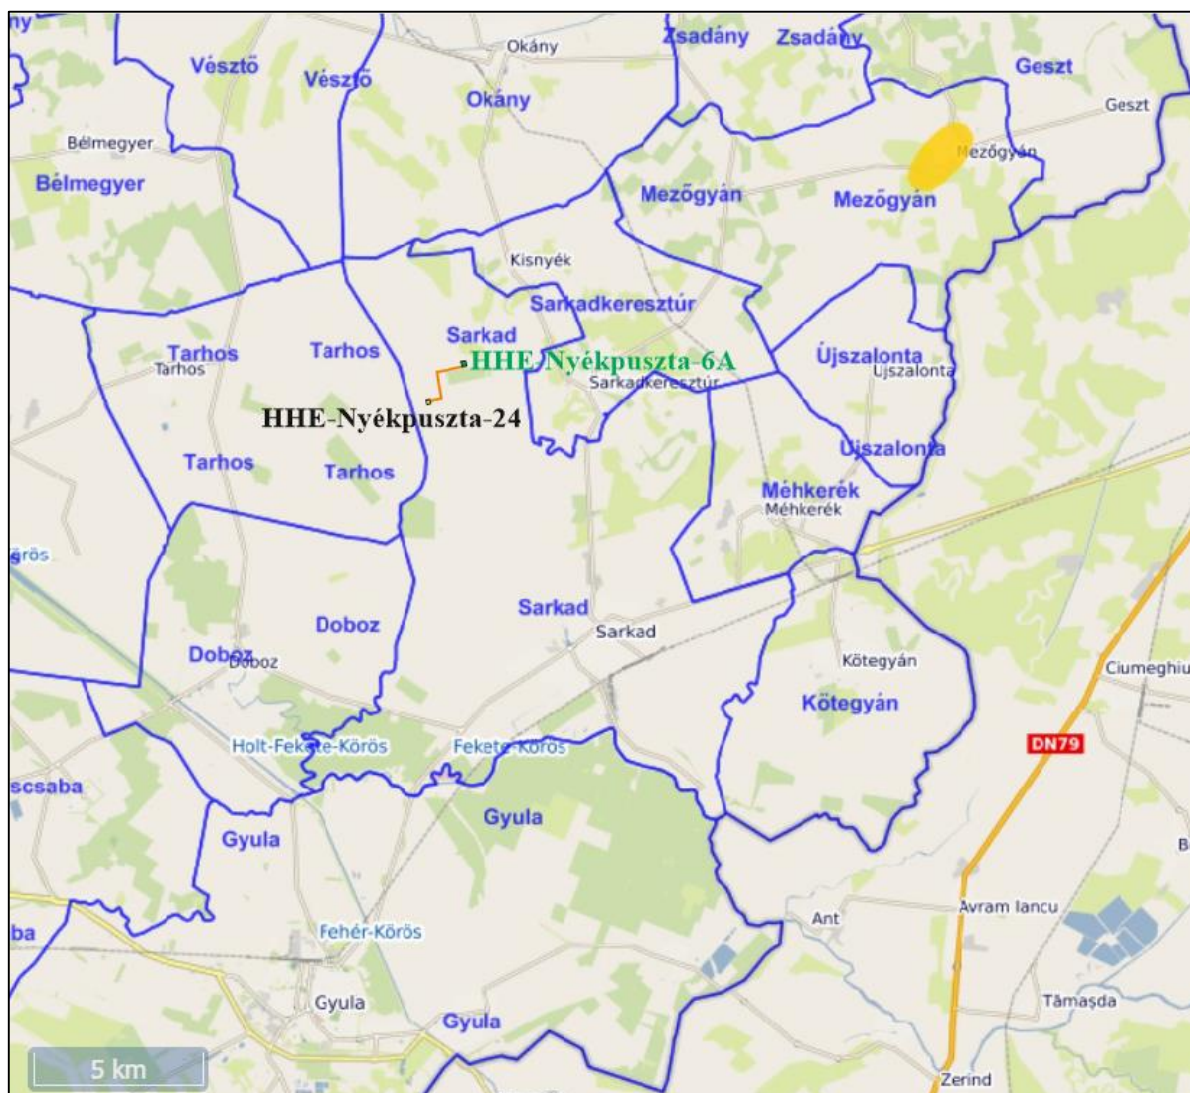 ny
Vésztő
Vésztő
Okány
Okány
Zsadány
Zsadány
Geszt
Geszt
Bélmegyer
Bélmegyer
Mezőgyán
Mezőgyán
Mezőgyán
Kisnyék
Sarkadkeresztúr
Sarkad
Tarhos
Tarhos
Tarhos
HHE-Nyékpuszta-6A
Sarkadkeresztúr
Újszalonta
Újszalonta
HHE-Nyékpuszta-24
Tarhos
Tarhos
Újszalonta
Méhkerék
Méhkerék
örös
Doboz
Doboz
Doboz
Sarkad
Sarkad
Kötegyán
Kötegyán
Ciumeghiu
Holt-Fekete-Körös
Fekete-Körös
DN79
scsaba
Gyula
Gyula
Avram Iancu
Ant
ba
Fehér-Körös
Gyula
Gyula
Tămașda
5 km
Zerind